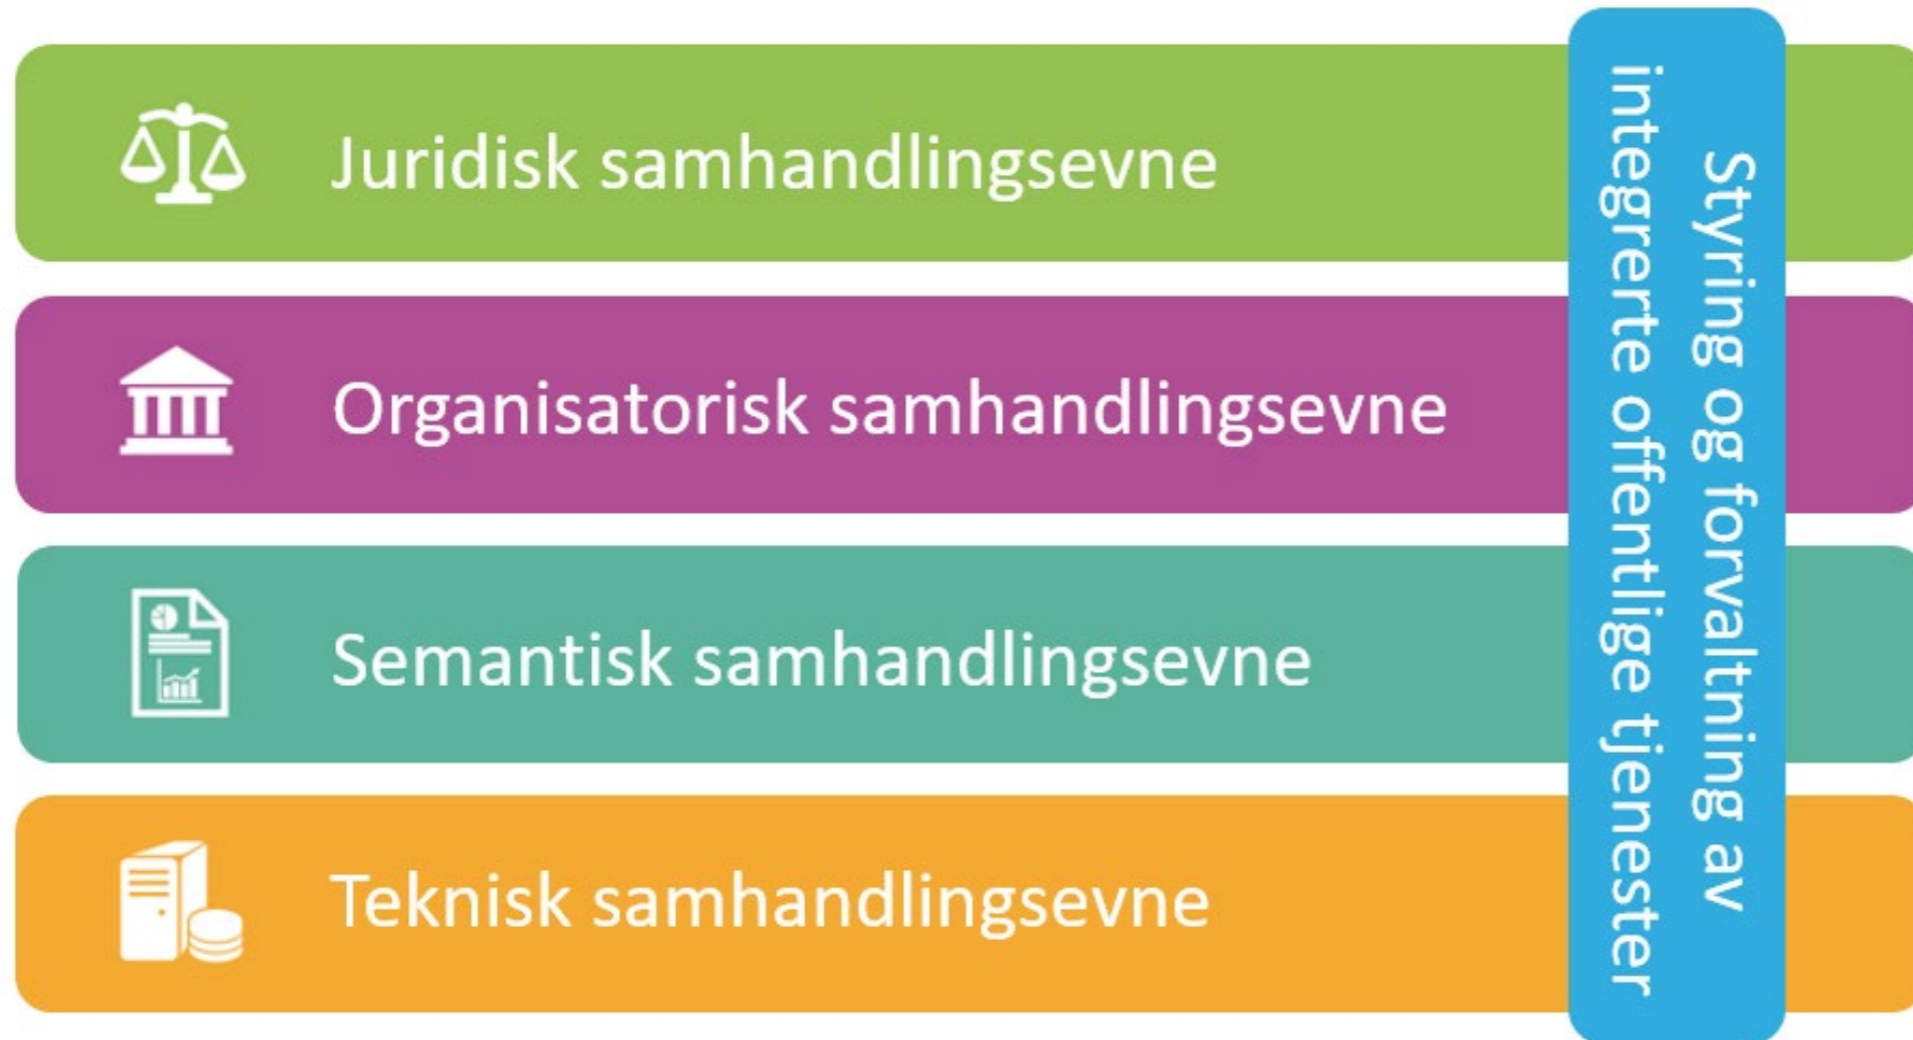 Juridisk samhandlingsevne
Organisatorisk samhandlingsevne
Semantisk samhandlingsevne
Teknisk samhandlingsevne
Styring og forvaltning av
integrerte offentlige tjenester